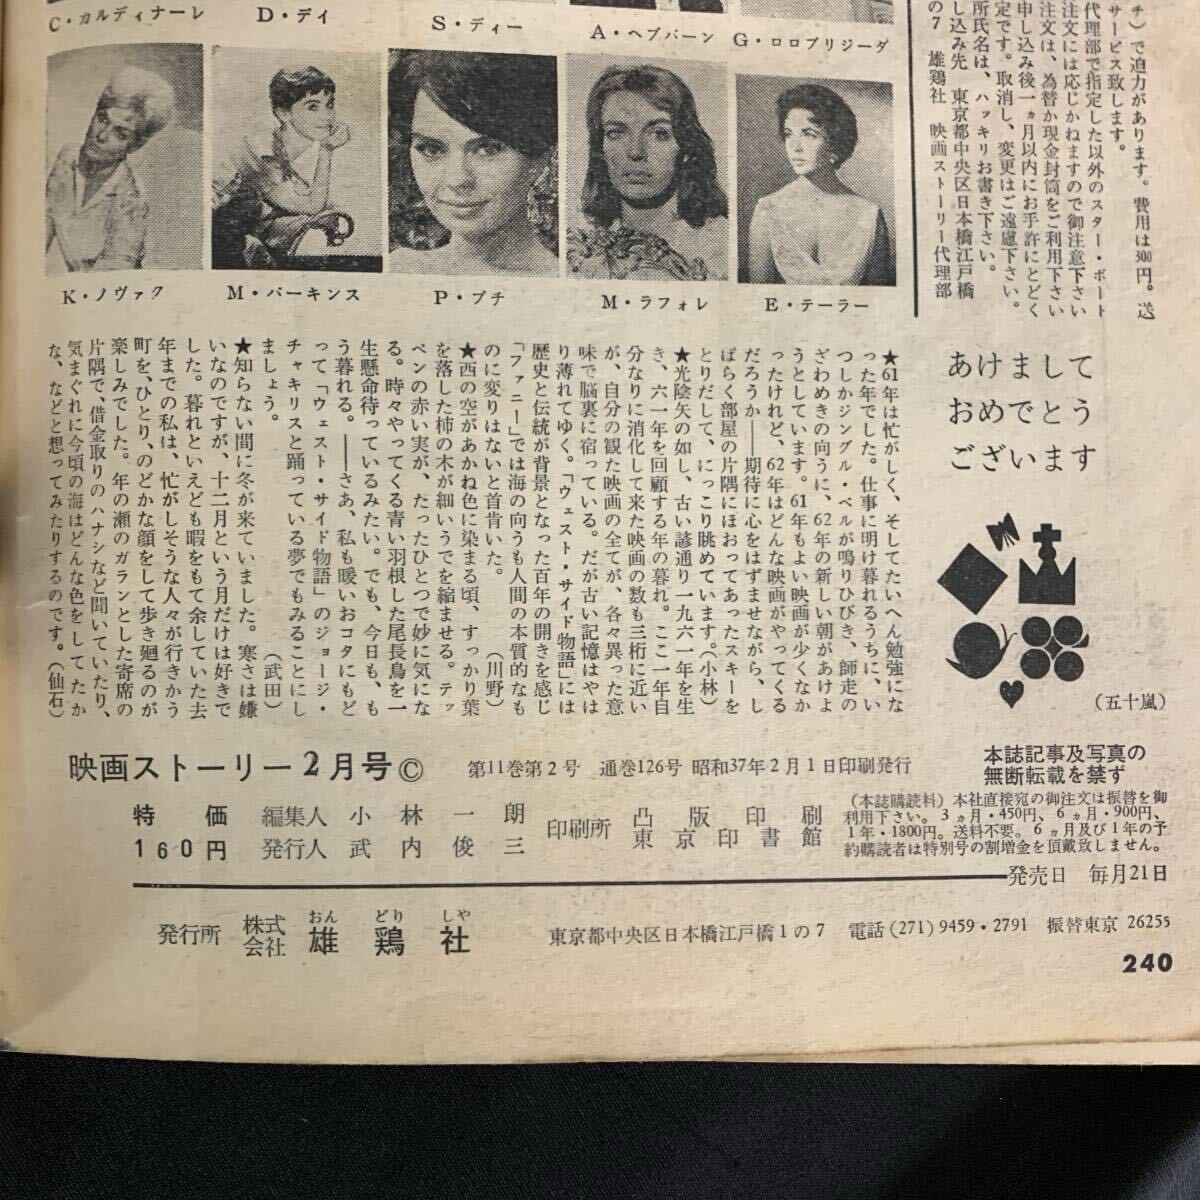 C・カルディナーレ
D・デイ
S・ディー
A・ヘプバーン
G・ロロブリジーダ
K・ノヴァク
M・パーキンス
P・プチ
M・ラフォレ
E・テーラー
チ）で迫力があります。費用は300円。送
サービス致します。
代理部で指定した以外のスター・ポート
注文には応じかねますので御注意下さい
注文は、為替か現金封筒をご利用下さい
申し込み後一ヵ月以内にお手許にとどく
定です。取消し、変更はご遠慮下さい。
所氏名は、ハッキリお書き下さい。
し込み先　東京都中央区日本橋江戸橋
の7　雄鶏社　映画ストーリー代理部
あけまして
おめでとう
ございます
（五十嵐）
★61年は忙がしく、そしてたいへん勉強にな
った年でした。仕事に明け暮れるうちに、い
つしかジングル・ベルが鳴りひびき、師走の
ざわめきの向うに、62年の新しい朝があけよ
うとしています。61年もよい映画が少くなか
ったけれど、62年はどんな映画がやってくる
だろうか――期待に心をはずませながら、し
ばらく部屋の片隅にほおってあったスキーを
とりだして、にっこり眺めています。（小林）
★光陰矢の如し、古い諺通り一九六一年を生
き、六一年を回顧する年の暮れ。ここ一年自
分なりに消化して来た映画の数も三桁に近い
が、自分の観た映画の全てが、各々異った意
味で脳裏に宿っている。だが古い記憶はやは
り薄れてゆく。「ウェスト・サイド物語」には
歴史と伝統が背景となった百年の開きを感じ
「ファニー」では海の向うも人間の本質的なも
のに変りはないと首肯いた。（川野）
★西の空があかね色に染まる頃、すっかり葉
を落した柿の木が細いうでを縮ませる。テッ
ペンの赤い実が、たったひとつで妙に気にな
る。時々やってくる青い羽根した尾長鳥を一
生懸命待っているみたい。でも、今日も、も
う暮れる。――さあ、私も暖いおコタにもど
って「ウェスト・サイド物語」のジョージ・
チャキリスと踊っている夢でもみることにし
ましょう。（武田）
★知らない間に冬が来ていました。寒さは嫌
いなのですが、十二月という月だけは好きで
した。暮れといえども暇をもて余していた去
年までの私は、忙がしそうな人々が行きかう
町を、ひとり、のどかな顔をして歩き廻るのが
楽しみでした。年の瀬のガランとした寄席の
片隅で、借金取りのハナシなど聞いていたり、
気まぐれに今頃の海はどんな色をしてたか
な、などと想ってみたりするのです。（仙石）
映画ストーリー2月号©　第11巻第2号　通巻126号　昭和37年2月1日印刷発行
本誌記事及写真の
無断転載を禁ず
特価
160円
編集人　小林一朗
発行人　武内俊三
印刷所　凸版印刷
東京印書館
（本誌購読料）本社直接宛の御注文は振替を御
利用下さい。3ヵ月・450円、6ヵ月・900円、
1年・1800円。送料不要。6ヵ月及び1年の予
約購読者は特別号の割増金を頂戴致しません。
発売日　毎月21日
発行所　株式会社　雄鶏社
おん　どり　しや
東京都中央区日本橋江戸橋1の7　電話(271)9459・2791　振替東京 26255
240